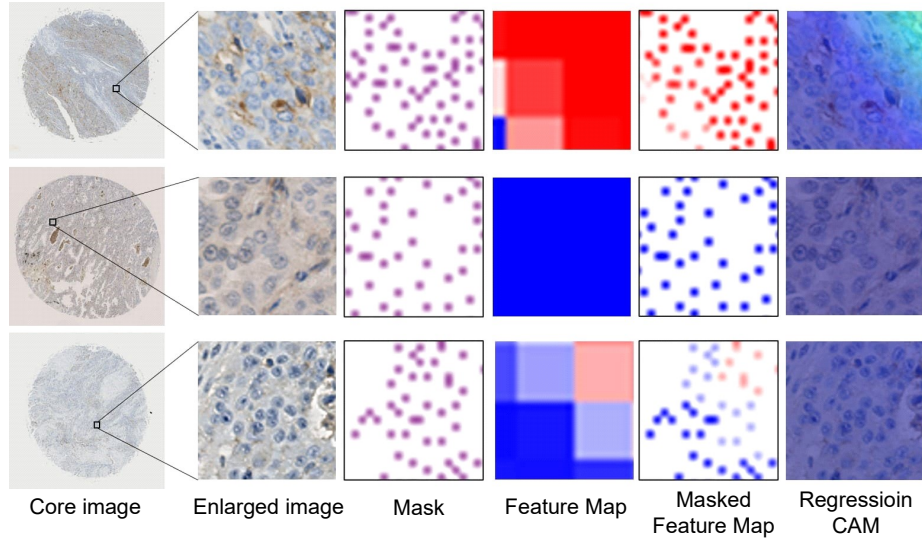 Core image
Enlarged image
Mask
Feature Map
Masked
Feature Map
Regressioin
CAM